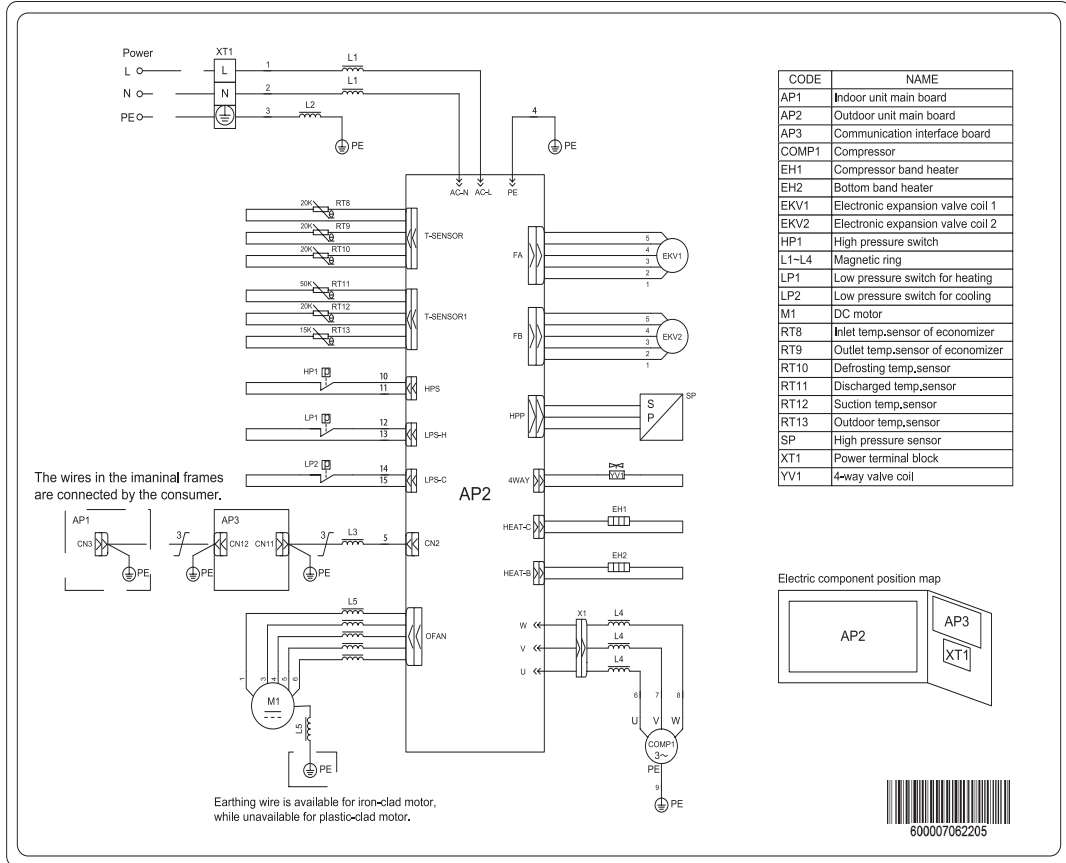 Power
XT1
L
L
1
L1
N
N
2
L1
PE
3
L2
PE
4
PE
AC-N AC-L PE
20K RT8
20K RT9
20K RT10
T-SENSOR
50K RT11
20K RT12
15K RT13
T-SENSOR1
HP1 P
10
11
HPS
LP1 P
12
13
LPS-H
LP2 P
14
15
LPS-C
AP2
FA
5
4
3
2
1
EKV1
FB
5
4
3
2
1
EKV2
HPP
S
P
SP
4WAY
YV1
HEAT-C
EH1
HEAT-B
EH2
The wires in the imaninal frames
are connected by the consumer.
AP1
CN3
PE
3
PE
AP3
CN12 CN11
PE
3
L3
5
CN2
L5
OFAN
1 3 4 5 6
M1
L5
PE
Earthing wire is available for iron-clad motor,
while unavailable for plastic-clad motor.
W
V
U
X1
L4
L4
L4
6 7 8
U V W
COMP1
3~
PE
9
PE
CODE NAME
AP1 Indoor unit main board
AP2 Outdoor unit main board
AP3 Communication interface board
COMP1 Compressor
EH1 Compressor band heater
EH2 Bottom band heater
EKV1 Electronic expansion valve coil 1
EKV2 Electronic expansion valve coil 2
HP1 High pressure switch
L1~L4 Magnetic ring
LP1 Low pressure switch for heating
LP2 Low pressure switch for cooling
M1 DC motor
RT8 Inlet temp.sensor of economizer
RT9 Outlet temp.sensor of economizer
RT10 Defrosting temp.sensor
RT11 Discharged temp.sensor
RT12 Suction temp.sensor
RT13 Outdoor temp.sensor
SP High pressure sensor
XT1 Power terminal block
YV1 4-way valve coil
Electric component position map
AP2
AP3
XT1
600007062205